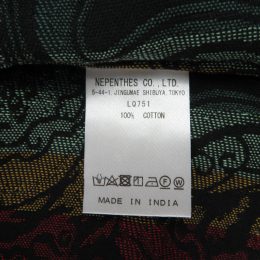 NEPENTHES CO., LTD.
5-44-1 JINGUMAE SHIBUYA TOKYO
LQ751
100% COTTON
MADE IN INDIA